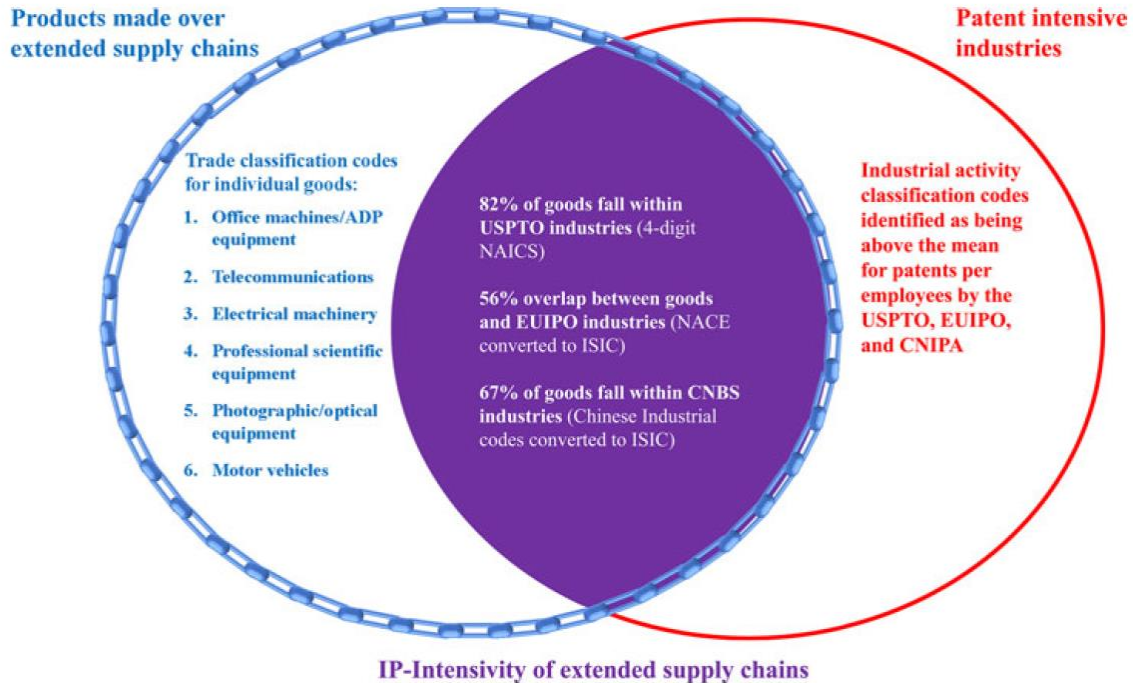 Products made over
extended supply chains
Patent intensive
industries
Trade classification codes
for individual goods:
1. Office machines/ADP
equipment
2. Telecommunications
3. Electrical machinery
4. Professional scientific
equipment
5. Photographic/optical
equipment
6. Motor vehicles
82% of goods fall within
USPTO industries (4-digit
NAICS)
56% overlap between goods
and EUIPO industries (NACE
converted to ISIC)
67% of goods fall within CNBS
industries (Chinese Industrial
codes converted to ISIC)
Industrial activity
classification codes
identified as being
above the mean
for patents per
employees by the
USPTO, EUIPO,
and CNIPA
IP-Intensivity of extended supply chains